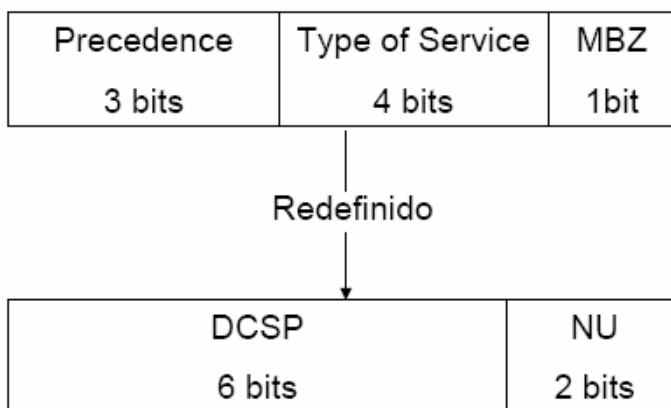 Precedence Type of Service MBZ
3 bits 4 bits 1bit
Redefinido
DCSP NU
6 bits 2 bits